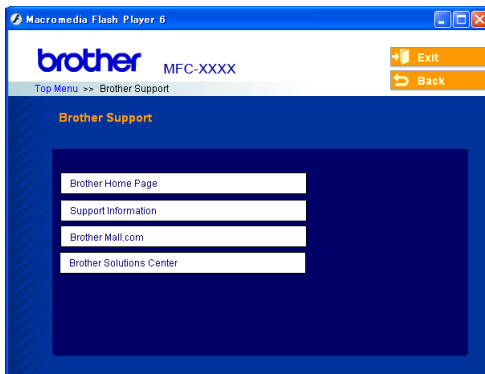 Macromedia Flash Player 6
brother MFC-XXXX
Exit
Back
Top Menu >> Brother Support
Brother Support
Brother Home Page
Support Information
Brother Mall.com
Brother Solutions Center